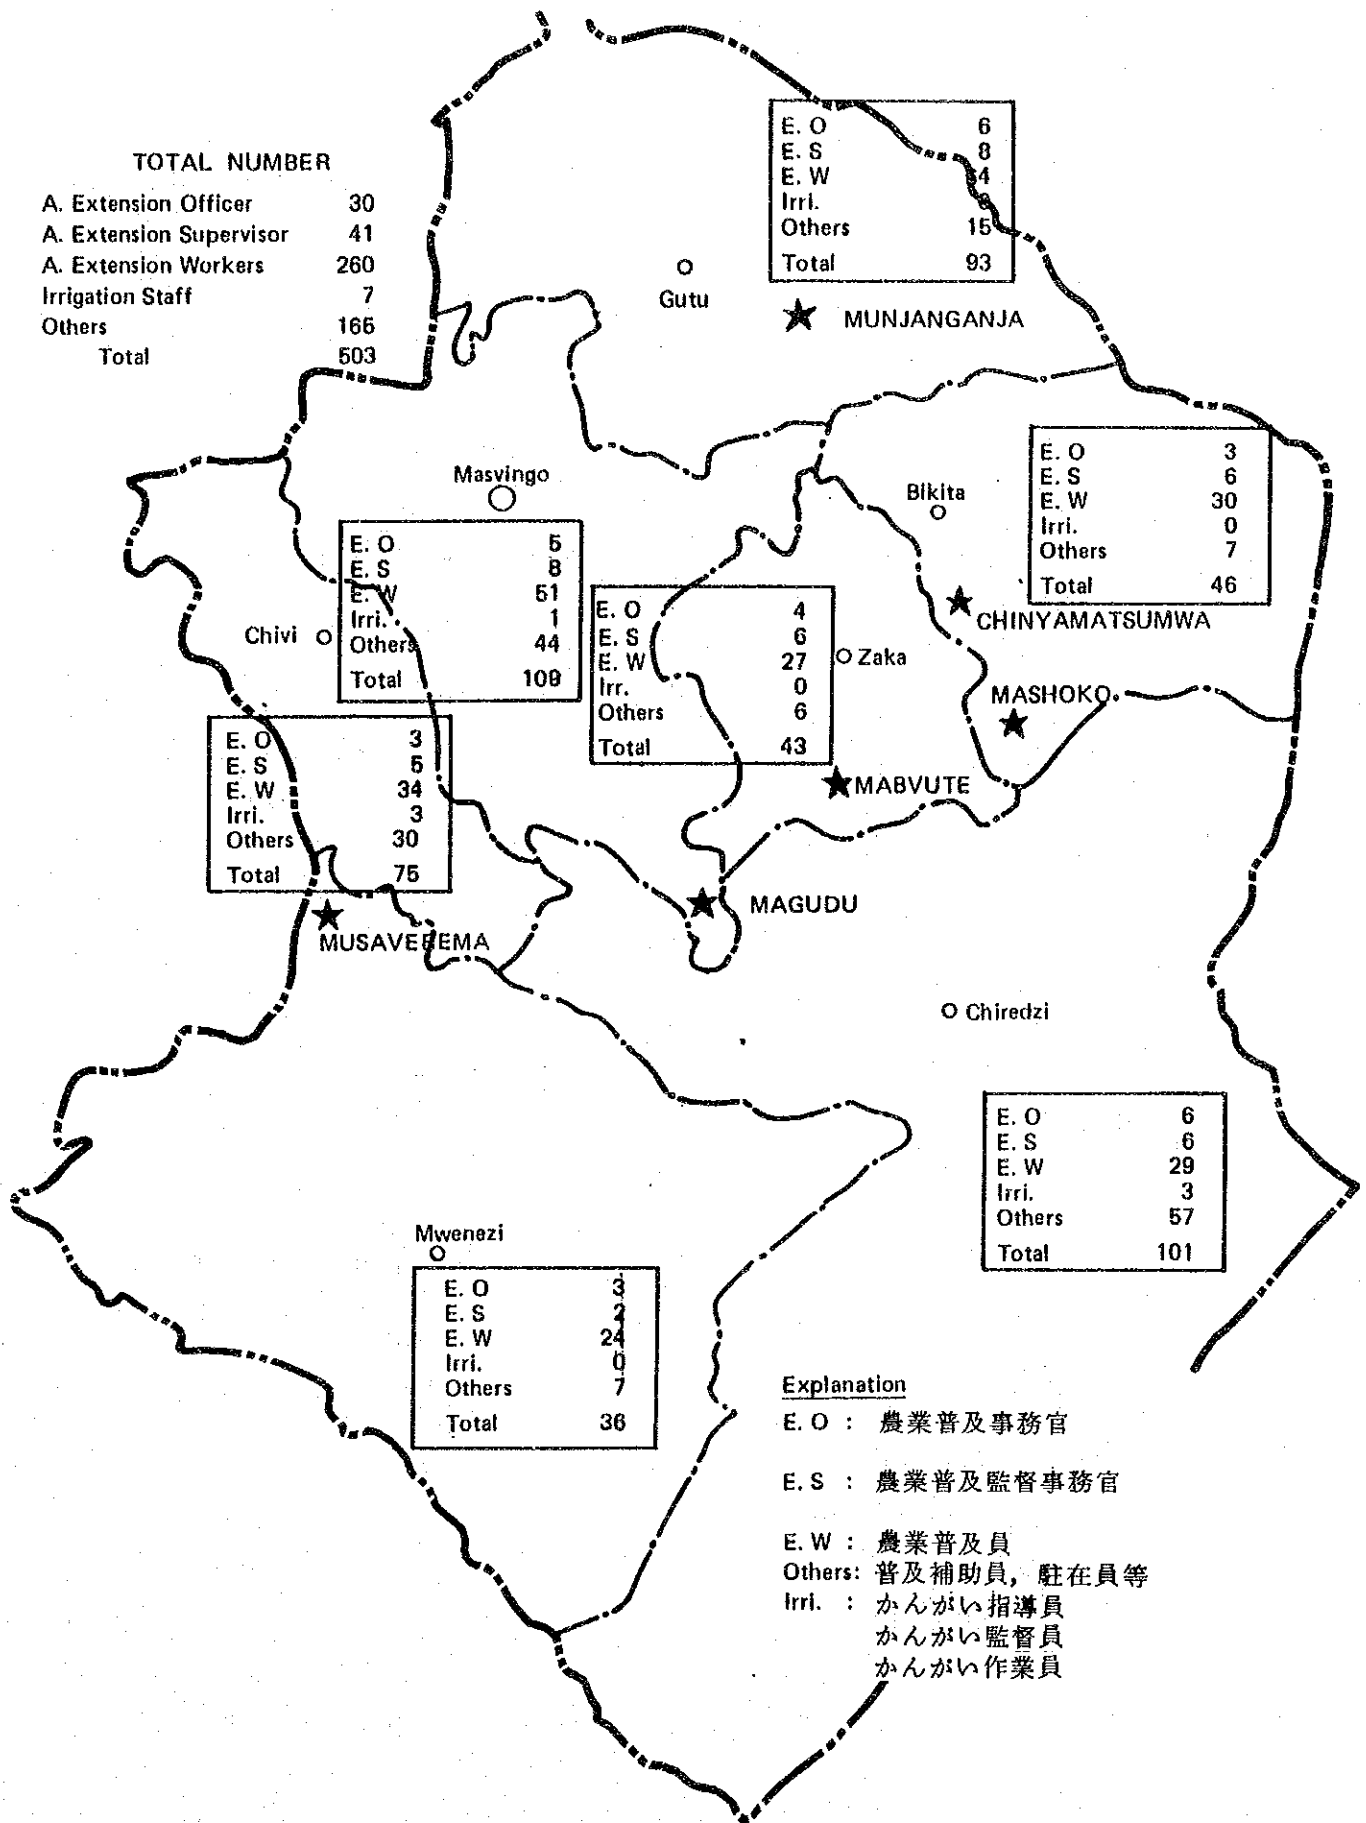 TOTAL NUMBER
A. Extension Officer 30
A. Extension Supervisor 41
A. Extension Workers 260
Irrigation Staff 7
Others 166
Total 503
E. O 6
E. S 8
E. W
Irri.
Others 15
Total 93
Gutu
MUNJANGANJA
Masvingo
E. O 5
E. S 8
E. W 51
Irri. 1
Others 44
Total 109
Bikita
E. O 3
E. S 6
E. W 30
Irri. 0
Others 7
Total 46
CHINYAMATSUMWA
Chivi
E. O 4
E. S 6
E. W 27
Irr. 0
Others 6
Total 43
Zaka
MASHOKO
MABVUTE
E. O 3
E. S 5
E. W 34
Irri. 3
Others 30
Total 75
MAGUDU
Chiredzi
E. O 6
E. S 6
E. W 29
Irri. 3
Others 57
Total 101
Mwenezi
E. O 3
E. S 2
E. W 24
Irri. 0
Others 7
Total 36
Explanation
E. O : 農業普及事務官
E. S : 農業普及監督事務官
E. W : 農業普及員
Others: 普及補助員, 駐在員等
Irri. : かんがい指導員
かんがい監督員
かんがい作業員